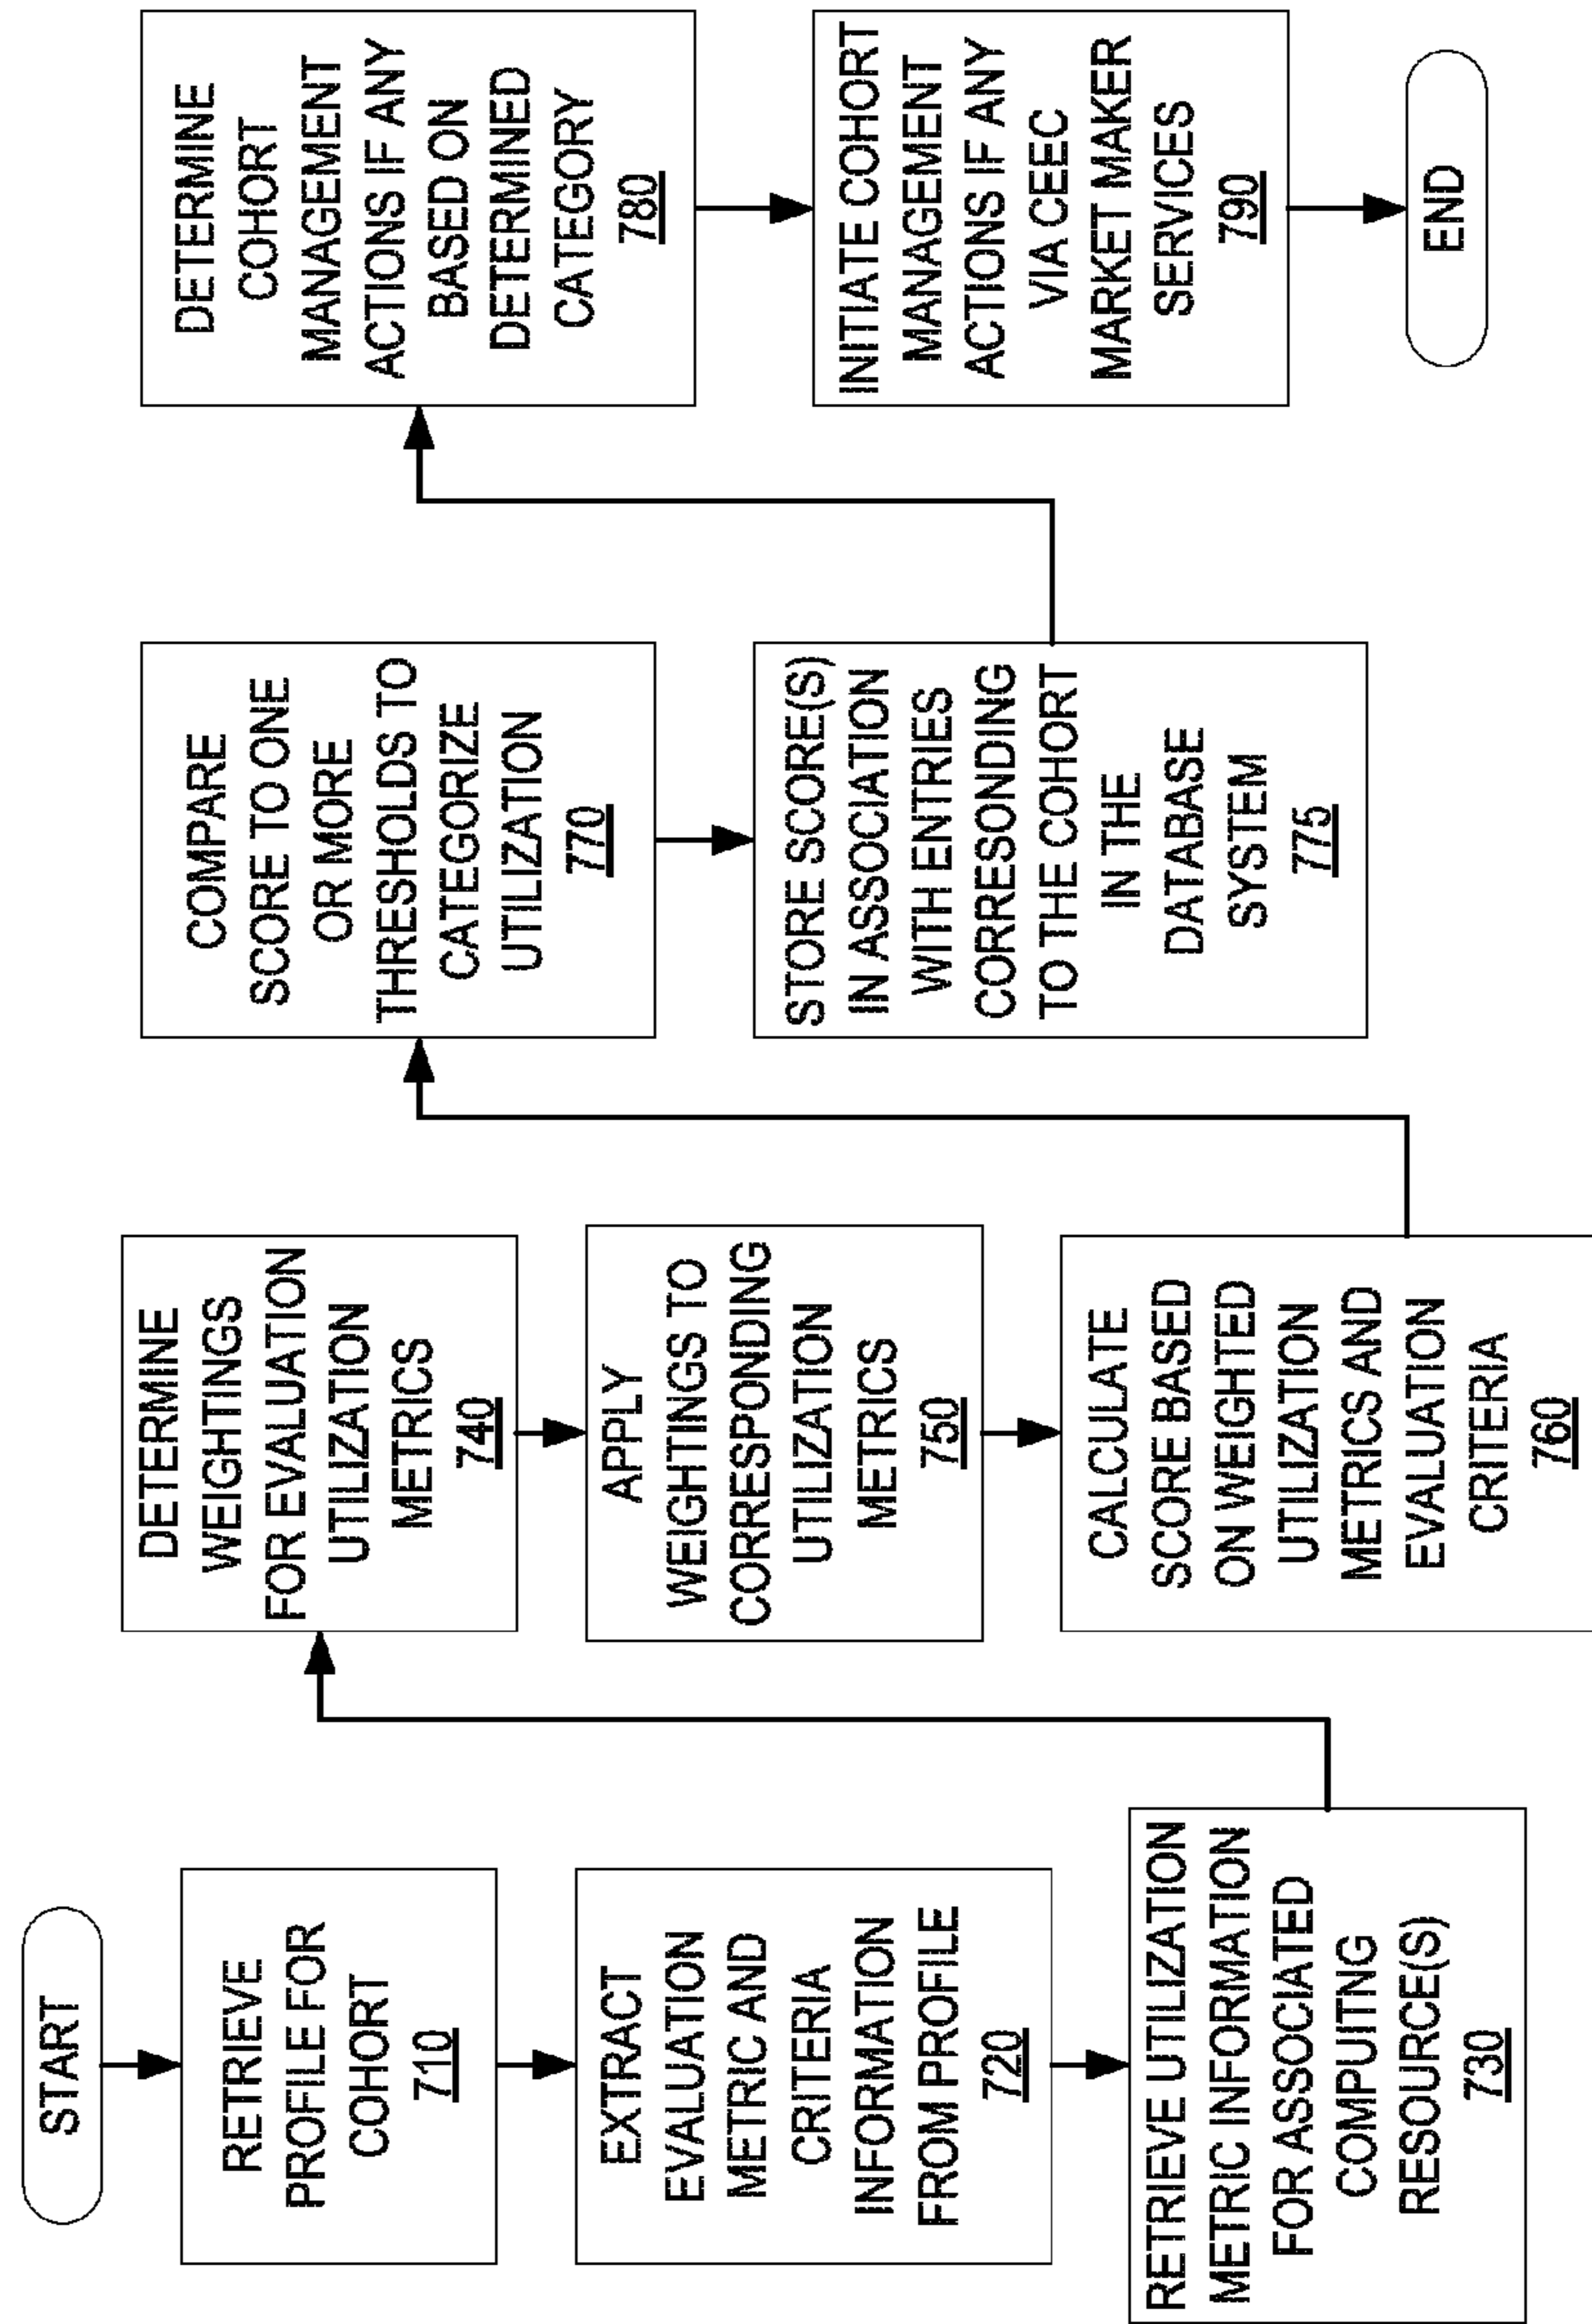 START
RETRIEVE
PROFILE FOR
COHORT
710
EXTRACT
EVALUATION
METRIC AND
CRITERIA
INFORMATION
FROM PROFILE
720
RETRIEVE UTILIZATION
METRIC INFORMATION
FOR ASSOCIATED
COMPUITNG
RESOURCE(S)
730
DETERMINE
WEIGHTINGS
FOR EVALUATION
UTILIZATION
METRICS
740
APPLY
WEIGHTINGS TO
CORRESPONDING
UTILIZATION
METRICS
750
CALCULATE
SCORE BASED
ON WEIGHTED
UTILIZATION
METRICS AND
EVALUATION
CRITERIA
760
COMPARE
SCORE TO ONE
OR MORE
THRESHOLDS TO
CATEGORIZE
UTILIZATION
770
STORE SCORE(S)
IN ASSOCIATION
WITH ENTRIES
CORRESONDING
TO THE COHORT
IN THE
DATABASE
SYSTEM
775
DETERMINE
COHORT
MANAGEMENT
ACTIONS IF ANY
BASED ON
DETERMINED
CATEGORY
780
INITIATE COHORT
MANAGEMENT
ACTIONS IF ANY
VIA CEEC
MARKET MAKER
SERVICES
790
END